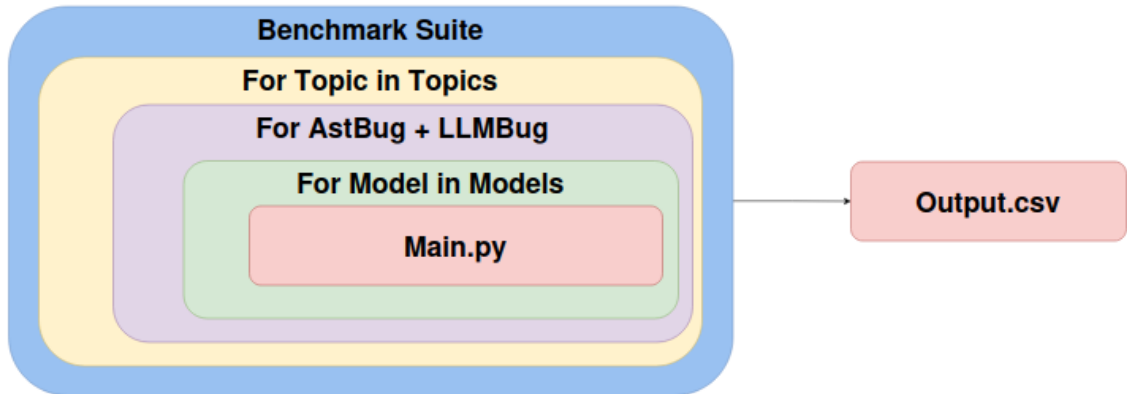 Benchmark Suite
For Topic in Topics
For AstBug + LLMBug
For Model in Models
Main.py
Output.csv